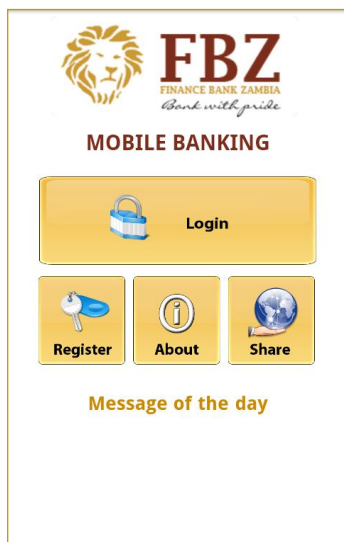 FBZ
FINANCE BANK ZAMBIA
Bank with pride
MOBILE BANKING
Login
Register
About
Share
Message of the day